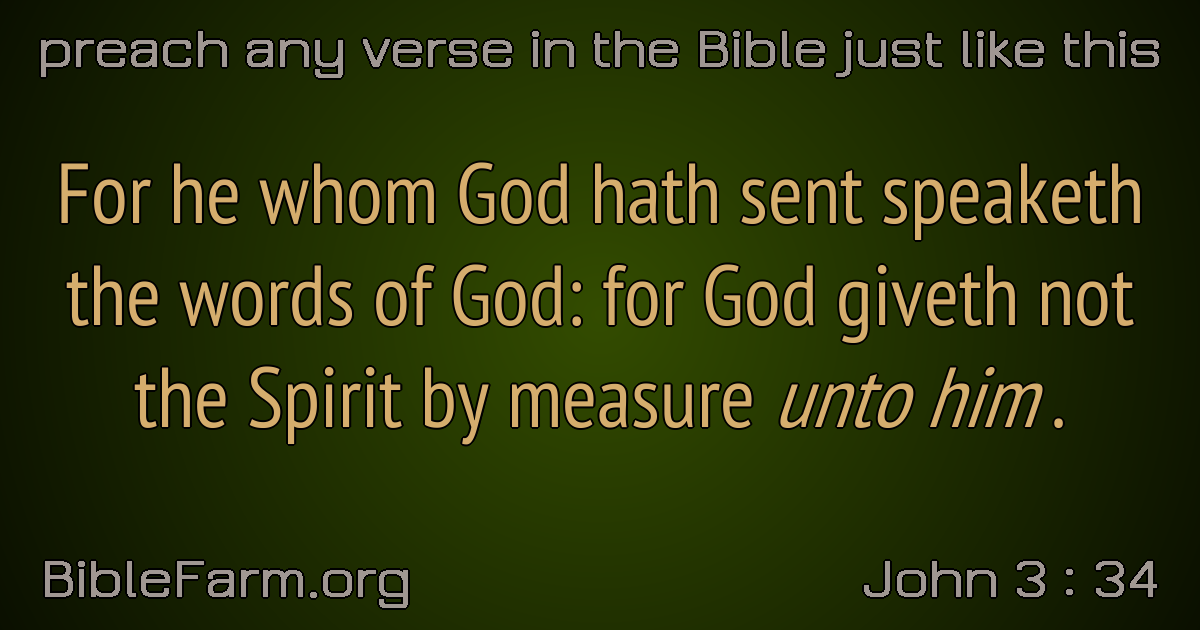 preach any verse in the Bible just like this
For he whom God hath sent speaketh
the words of God: for God giveth not
the Spirit by measure unto him .
BibleFarm.org
John 3 : 34